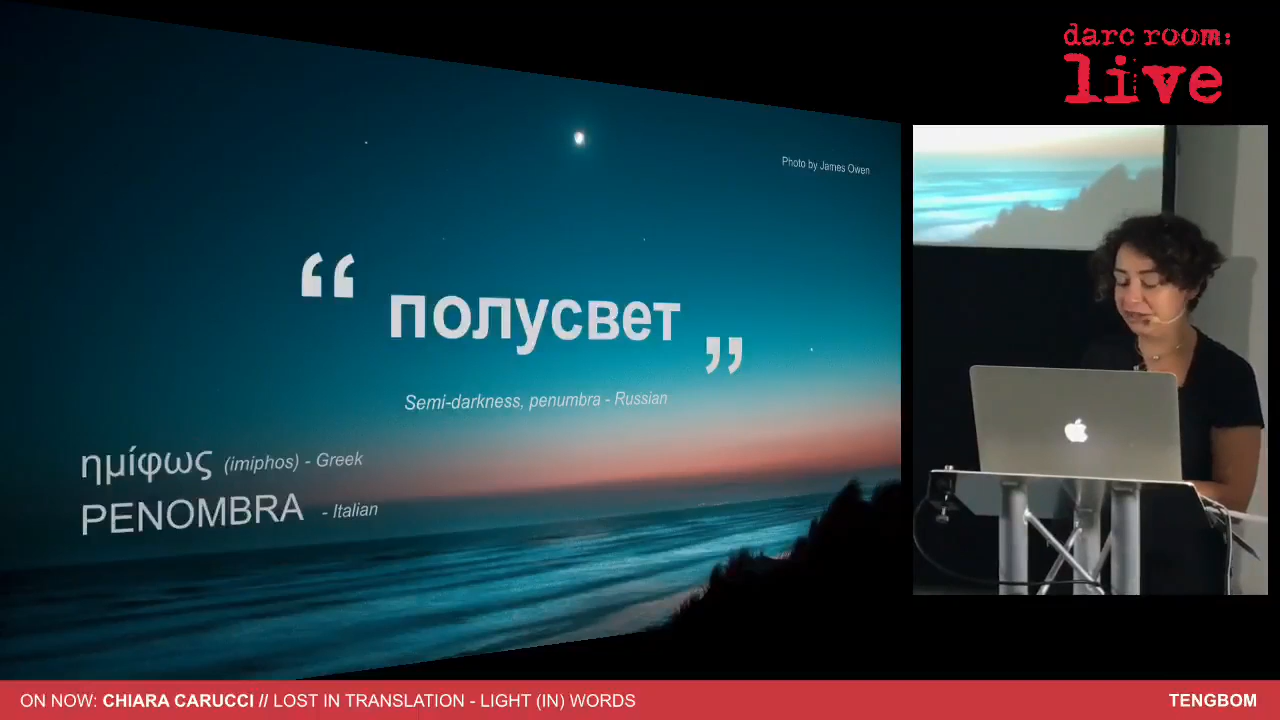 darc room:
live
Photo by James Owen
“ полусвет ”
Semi-darkness, penumbra - Russian
ημίφως (imiphos) - Greek
PENOMBRA - Italian
ON NOW: CHIARA CARUCCI // LOST IN TRANSLATION - LIGHT (IN) WORDS
TENGBOM